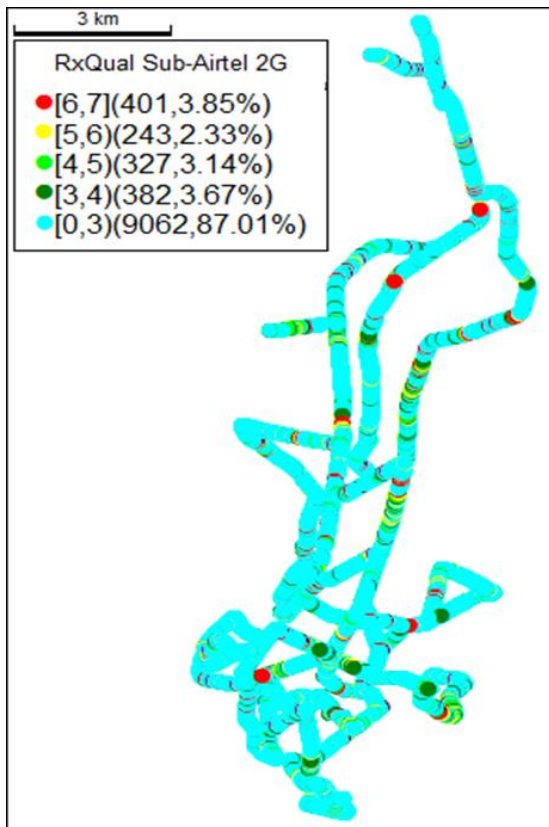 3 km
RxQual Sub-Airtel 2G
[6,7](401,3.85%)
[5,6)(243,2.33%)
[4,5)(327,3.14%)
[3,4)(382,3.67%)
[0,3)(9062,87.01%)